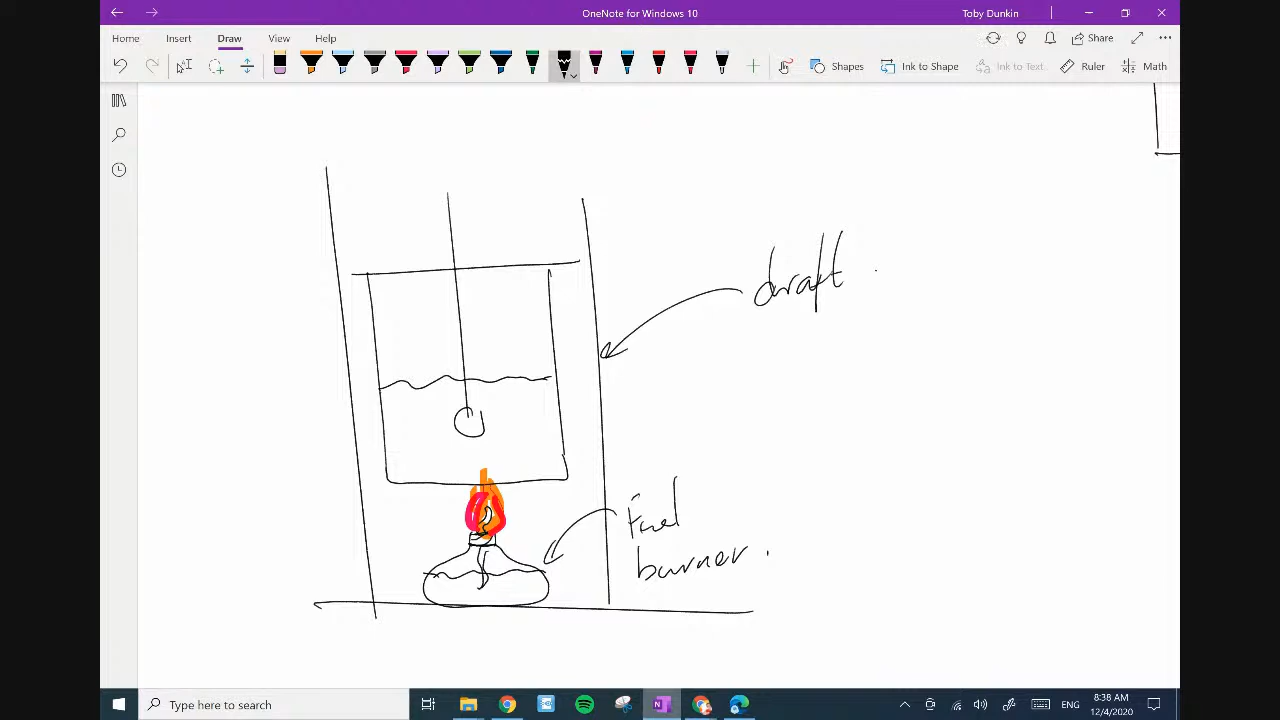 OneNote for Windows 10
Toby Dunkin
Home
Insert
Draw
View
Help
Share
Shapes
Ink to Shape
Ink to Text
Ruler
Math
draft
Fuel
burner.
Type here to search
ENG
8:38 AM
12/4/2020